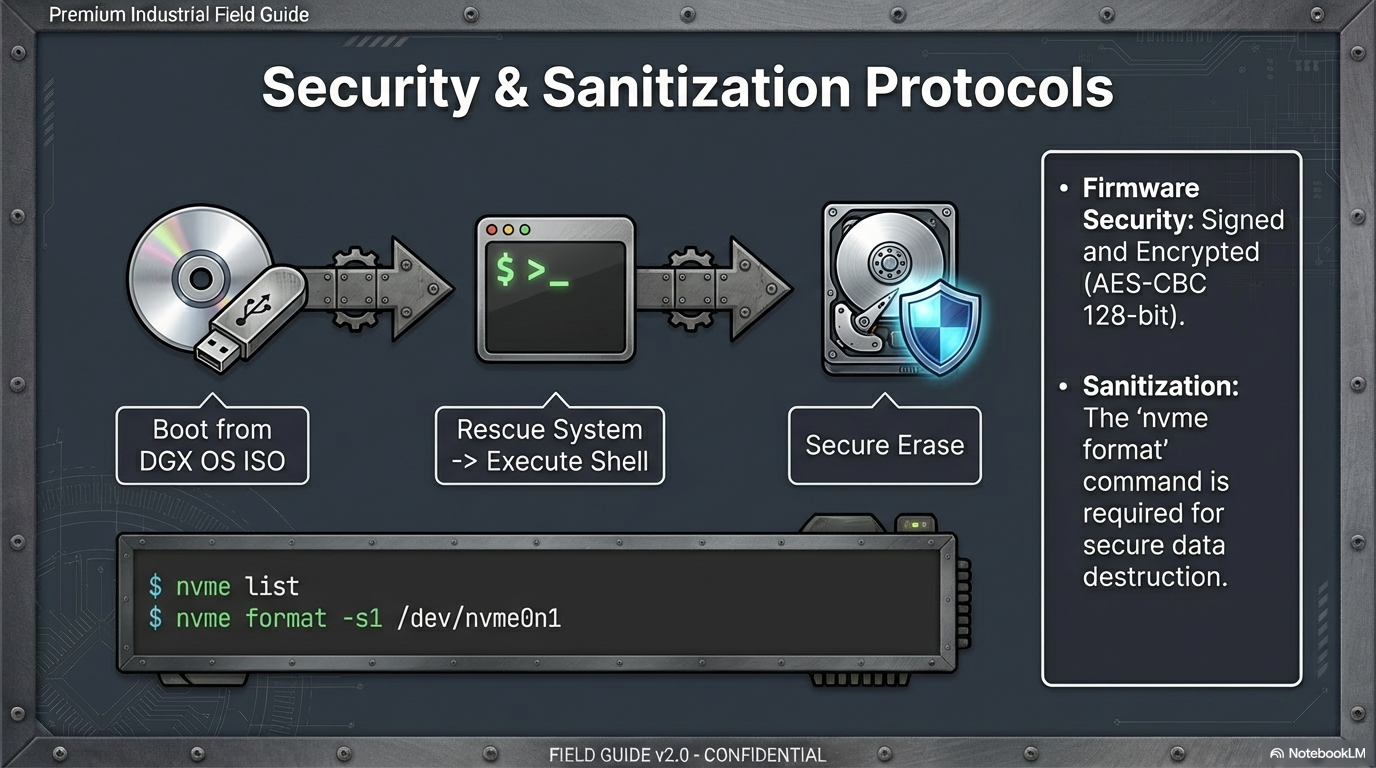 Premium Industrial Field Guide
Security & Sanitization Protocols
$ >_
Boot from
DGX OS ISO
Rescue System
-> Execute Shell
Secure Erase
$ nvme list
$ nvme format -s1 /dev/nvme0n1
• Firmware
Security: Signed
and Encrypted
(AES-CBC
128-bit).
• Sanitization:
The ‘nvme
format’
command is
required for
secure data
destruction.
FIELD GUIDE v2.0 - CONFIDENTIAL
NotebookLM